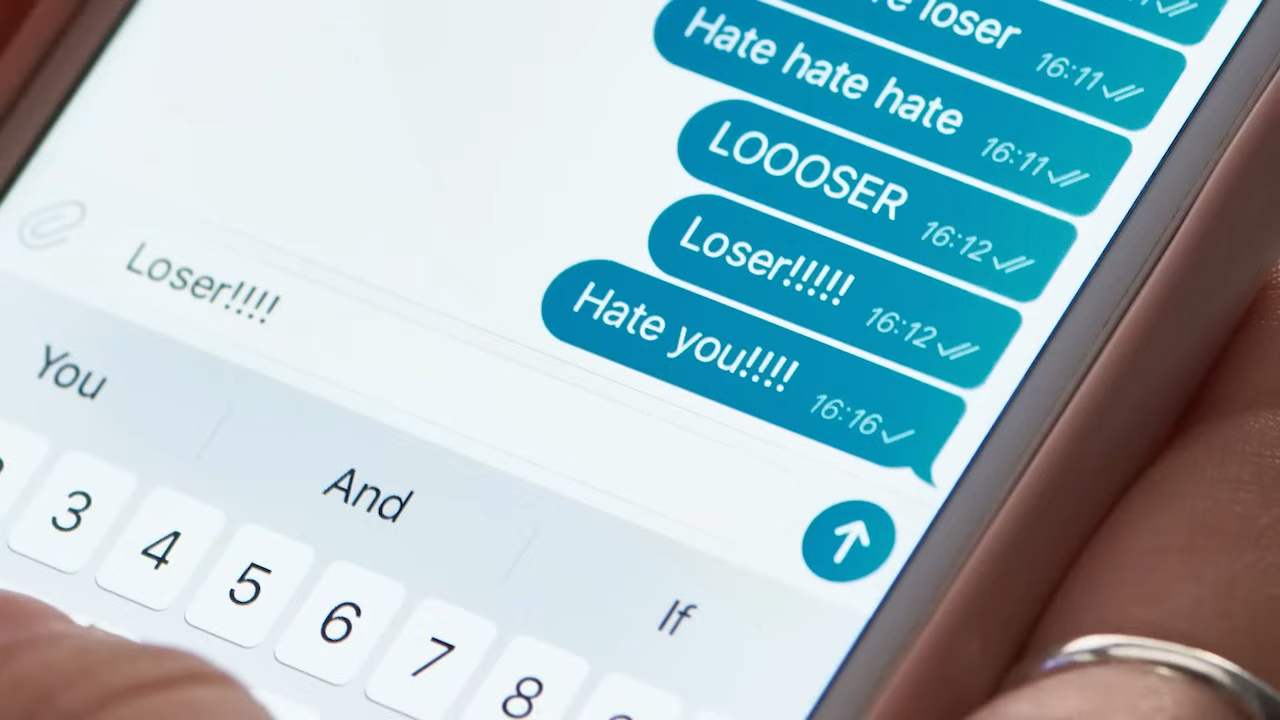 loser 16:11
Hate hate hate 16:11
LOOOSER 16:12
Loser!!!!! 16:12
Hate you!!!! 16:16
Loser!!!!
You And If
3 4 5 6 7 8